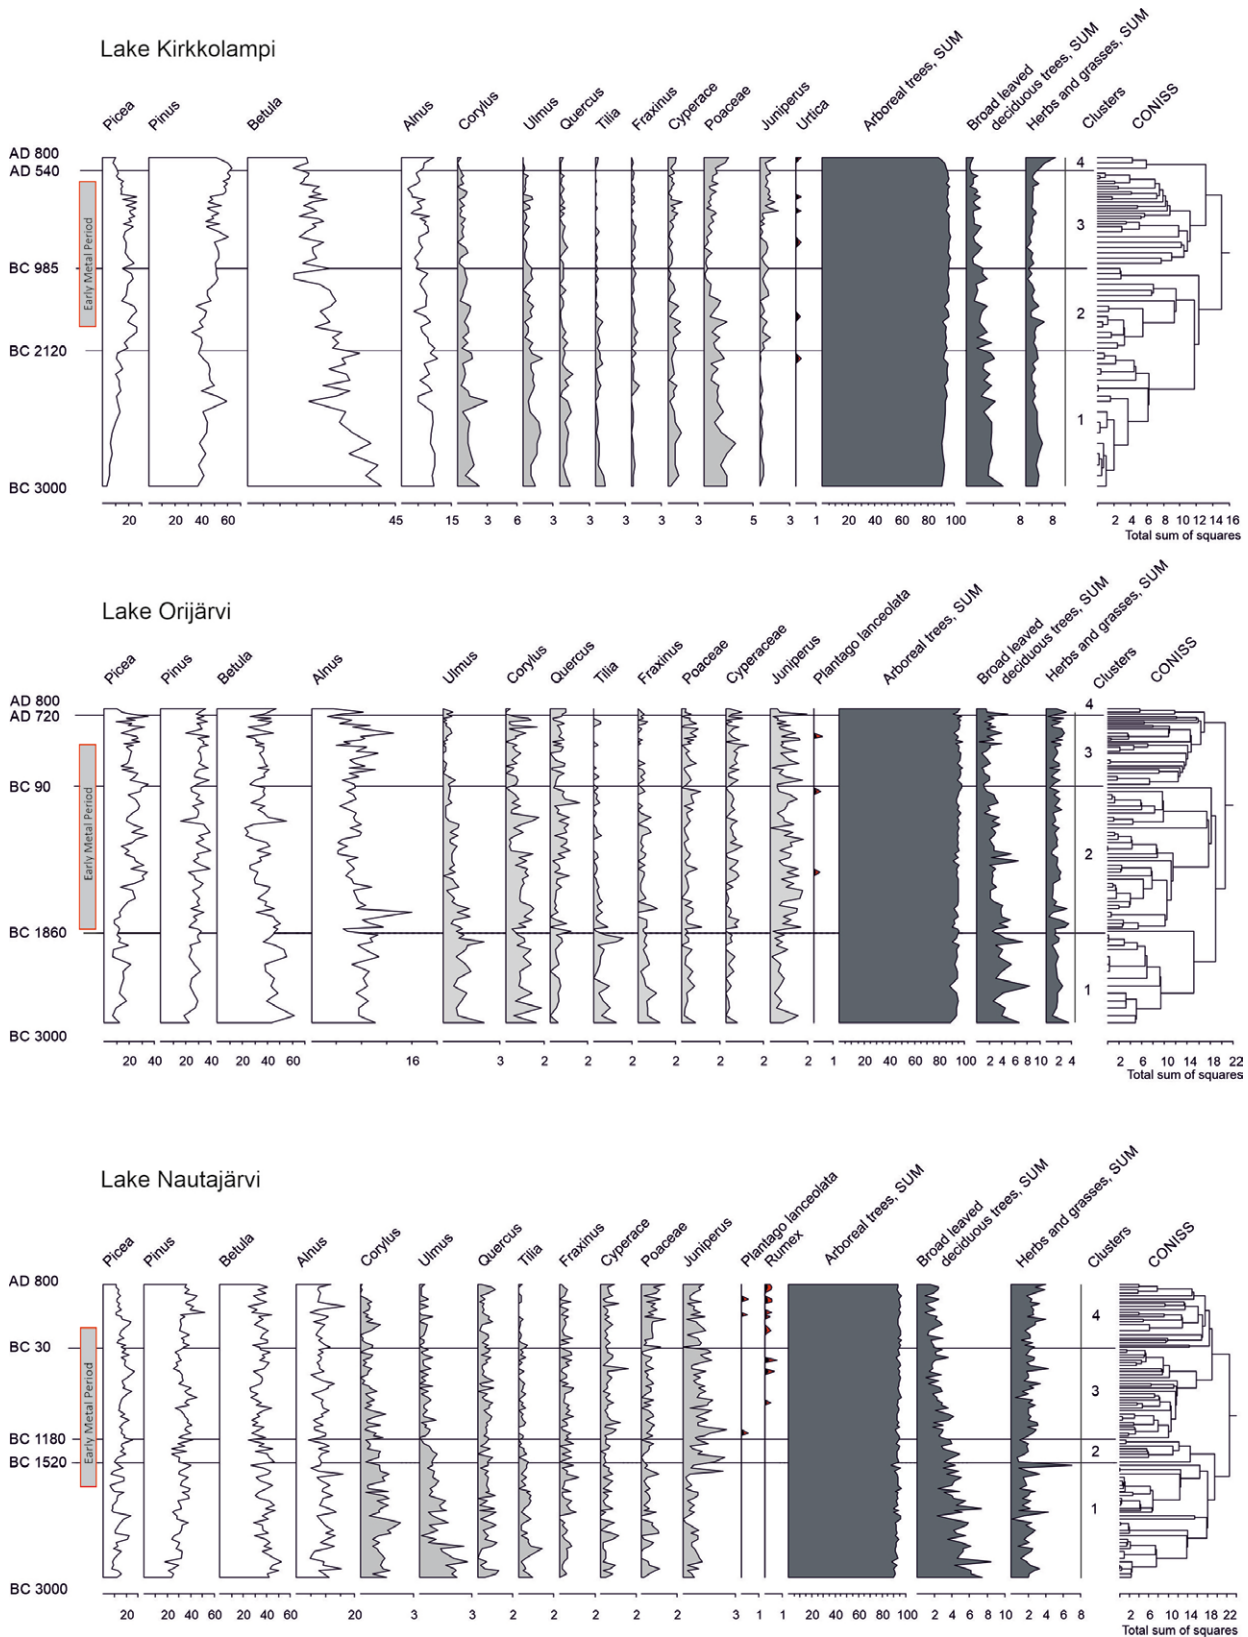 Lake Kirkkolampi
Picea
Pinus
Betula
Alnus
Corylus
Ulmus
Quercus
Tilia
Fraxinus
Cyperace
Poaceae
Juniperus
Urtica
Arboreal trees, SUM
Broad leaved
deciduous trees, SUM
Herbs and grasses, SUM
Clusters
CONISS
AD 800
AD 540
BC 985
BC 2120
BC 3000
Early Metal Period
4
3
2
1
20 20 40 60 45 15 3 6 3 3 3 3 5 3 1 20 40 60 80 100 8 8 2 4 6 8 10 12 14 16
Total sum of squares
Lake Orijärvi
Picea
Pinus
Betula
Alnus
Ulmus
Corylus
Quercus
Tilia
Fraxinus
Poaceae
Cyperaceae
Juniperus
Plantago lanceolata
Arboreal trees, SUM
Broad leaved
deciduous trees, SUM
Herbs and grasses, SUM
Clusters
CONISS
AD 800
AD 720
BC 90
BC 1860
BC 3000
Early Metal Period
4
3
2
1
20 40 20 40 20 40 60 16 3 2 2 2 2 2 2 2 1 20 40 60 80 100 2 4 6 8 10 2 4 2 6 10 14 18 22
Total sum of squares
Lake Nautajärvi
Picea
Pinus
Betula
Alnus
Corylus
Ulmus
Quercus
Tilia
Fraxinus
Cyperace
Poaceae
Juniperus
Plantago lanceolata
Rumex
Arboreal trees, SUM
Broad leaved
deciduous trees, SUM
Herbs and grasses, SUM
Clusters
CONISS
AD 800
BC 30
BC 1180
BC 1520
BC 3000
Early Metal Period
4
3
2
1
20 20 40 60 20 40 60 20 3 3 2 2 2 2 2 3 1 1 20 40 60 80 100 2 4 6 8 10 2 4 6 8 2 6 10 14 18 22
Total sum of squares